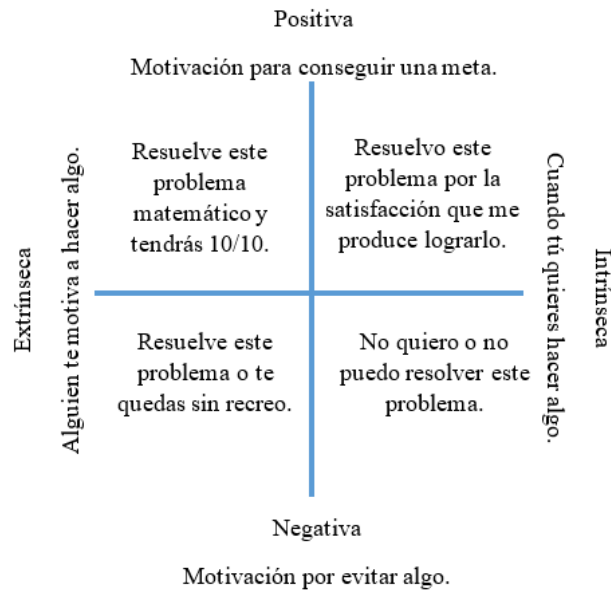 Positiva
Motivación para conseguir una meta.
Extrínseca
Alguien te motiva a hacer algo.
Resuelve este
problema
matemático y
tendrás 10/10.
Resuelvo este
problema por la
satisfacción que me
produce lograrlo.
Cuando tú quieres hacer algo.
Intrínseca
Resuelve este
problema o te
quedas sin recreo.
No quiero o no
puedo resolver este
problema.
Negativa
Motivación por evitar algo.